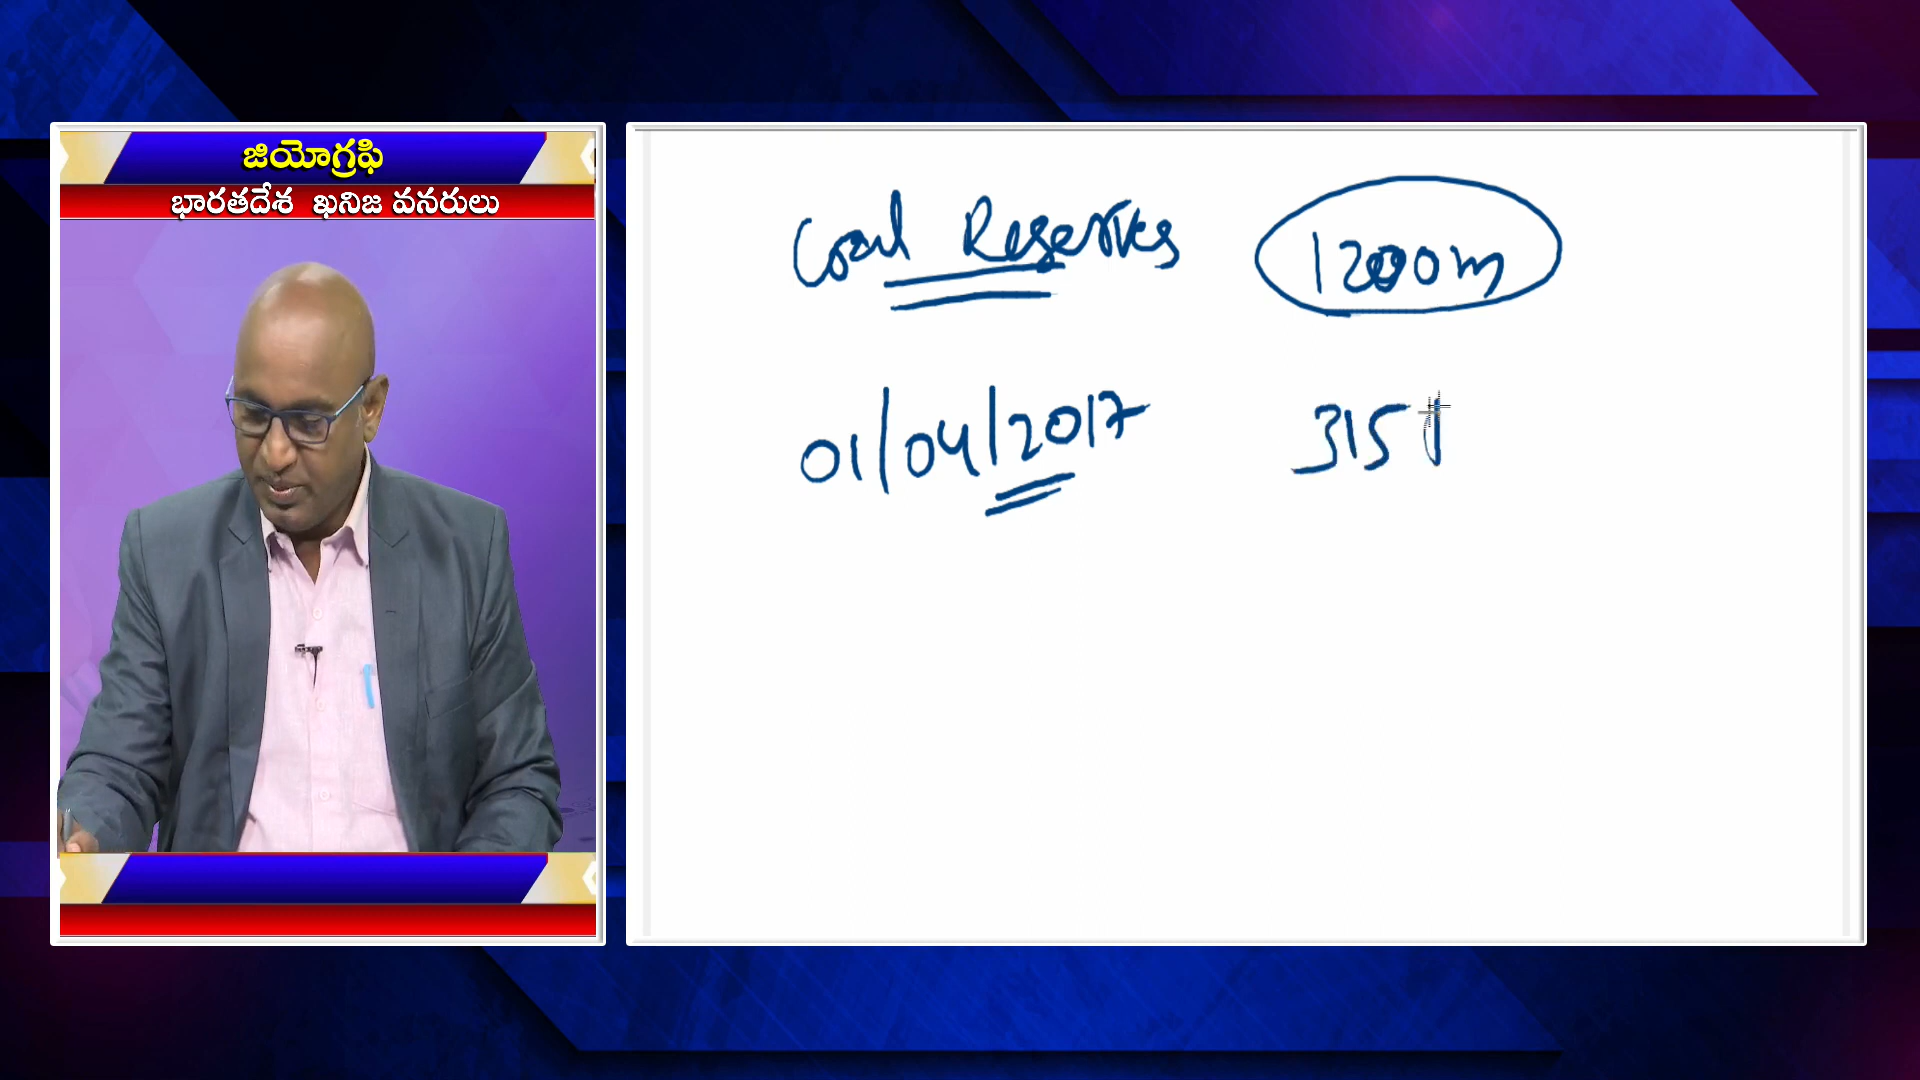 జియోగ్రఫి
భారతదేశ ఖనిజ వనరులు
Coal Reserves 1200m
01/04/2017 315